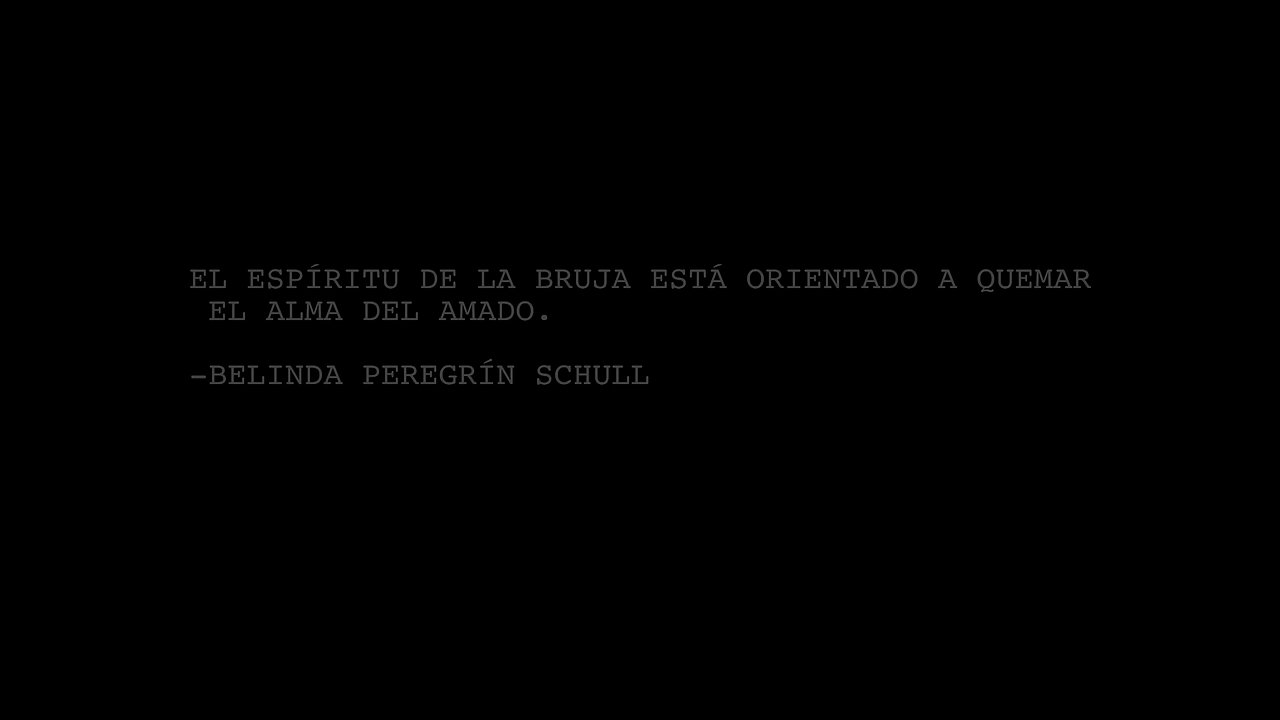 EL ESPÍRITU DE LA BRUJA ESTÁ ORIENTADO A QUEMAR
EL ALMA DEL AMADO.
-BELINDA PEREGRÍN SCHULL